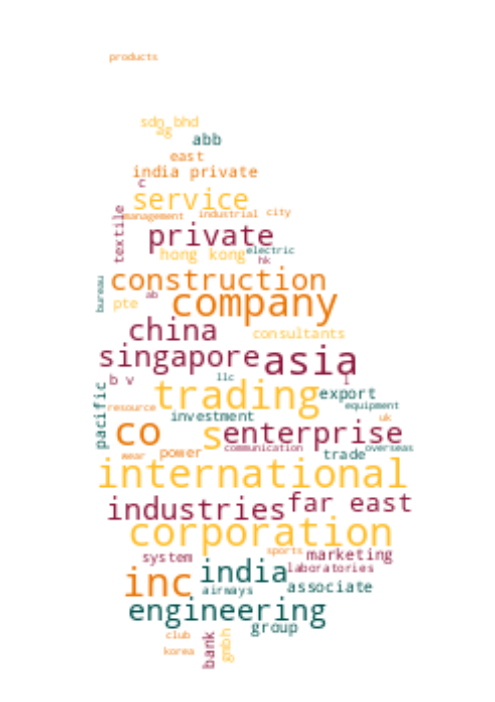 products
sdn bhd
ag
abb
east
india private
c
service
textile
management industrial city
private
hong kong electric
hk
bureau
construction
pte ab company
china consultants
singapore asia
b v llc i
pacific
trading export
resource equipment
investment uk
co s enterprise
communication overseas
wear power trade
international
industries far east
corporation
system sports marketing
india laboratories
inc airways associate
engineering
group
club bank gmbh
korea